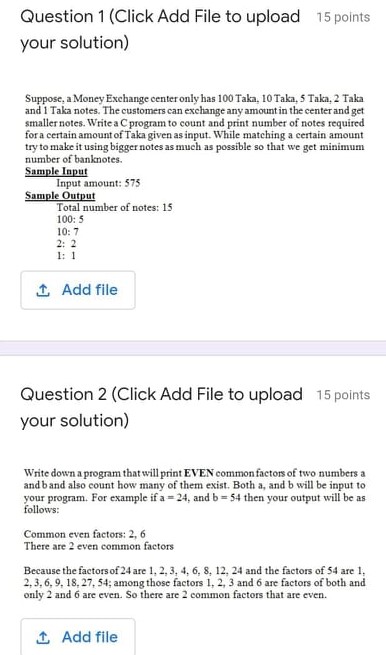 Question 1 (Click Add File to upload 15 points
your solution)
Suppose, a Money Exchange center only has 100 Taka, 10 Taka, 5 Taka, 2 Taka
and 1 Taka notes. The customers can exchange any amount in the center and get
smaller notes. Write a C program to count and print number of notes required
for a certain amount of Taka given as input. While matching a certain amount
try to make it using bigger notes as much as possible so that we get minimum
number of banknotes.
Sample Input
Input amount: 575
Sample Output
Total number of notes: 15
100: 5
10: 7
2: 2
1: 1
Add file
Question 2 (Click Add File to upload 15 points
your solution)
Write down a program that will print EVEN common factors of two numbers a
and b and also count how many of them exist. Both a, and b will be input to
your program. For example if a = 24, and b = 54 then your output will be as
follows:
Common even factors: 2, 6
There are 2 even common factors
Because the factors of 24 are 1, 2, 3, 4, 6, 8, 12, 24 and the factors of 54 are 1,
2, 3, 6, 9, 18, 27, 54; among those factors 1, 2, 3 and 6 are factors of both and
only 2 and 6 are even. So there are 2 common factors that are even.
Add file